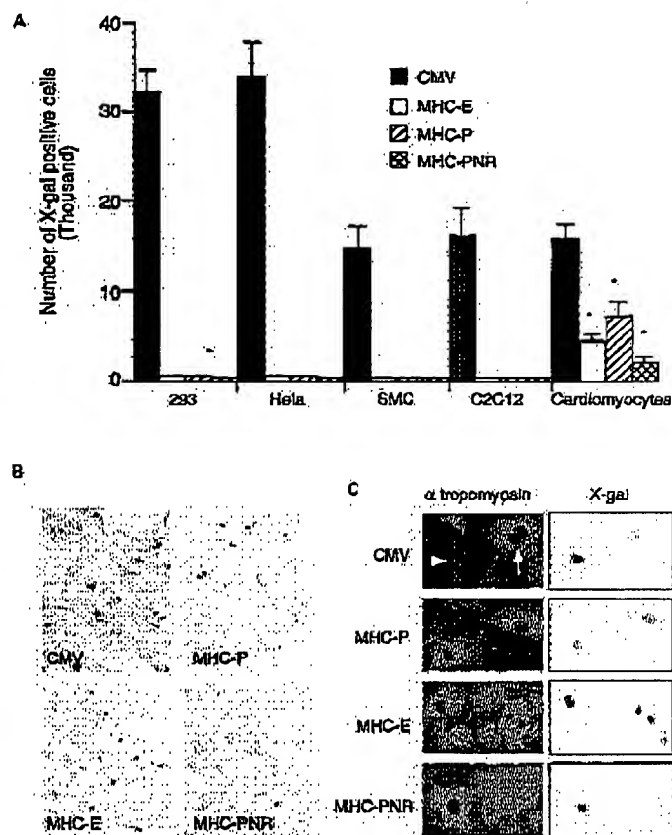 A
Number of X-gal positive cells
(Thousand)
40
30
20
10
0
CMV
MHC-E
MHC-P
MHC-PNR
293
Hela
SMC
C2C12
Cardiomyocytes
B
CMV
MHC-P
MHC-E
MHC-PNR
C
α tropomyosin
X-gal
CMV
MHC-P
MHC-E
MHC-PNR